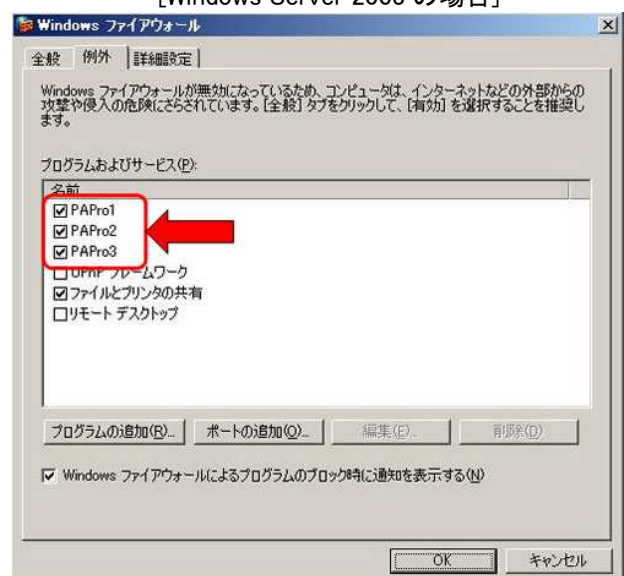 [Windows Server 2003 の場合]
Windows ファイアウォール
全般 例外 詳細設定
Windows ファイアウォールが無効になっているため、コンピュータは、インターネットなどの外部からの
攻撃や侵入の危険にさらされています。[全般] タブをクリックして、[有効] を選択することを推奨し
ます。
プログラムおよびサービス(P):
名前
PAPro1
PAPro2
PAPro3
UPnP フレームワーク
ファイルとプリンタの共有
リモート デスクトップ
プログラムの追加(R)... ポートの追加(O)... 編集(E)... 削除(D)
Windows ファイアウォールによるプログラムのブロック時に通知を表示する(N)
OK キャンセル